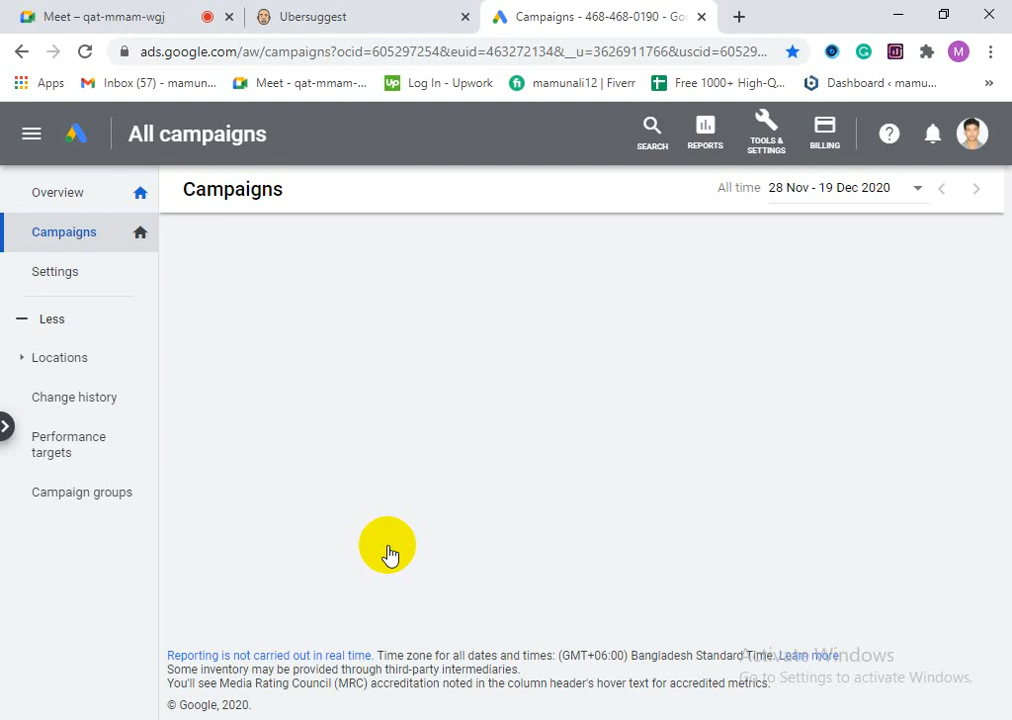 Meet – qat-mmam-wgj
Ubersuggest
Campaigns - 468-468-0190 - Go
ads.google.com/aw/campaigns?ocid=605297254&euid=463272134&__u=3626911766&uscid=60529...
M
Apps
Inbox (57) - mamun...
Meet - qat-mmam-...
up Log In - Upwork
fi mamunali12 | Fiverr
Free 1000+ High-Q...
Dashboard ‹ mamu...
»
All campaigns
SEARCH
REPORTS
TOOLS &
SETTINGS
BILLING
Overview
Campaigns
Settings
Less
Locations
Change history
Performance
targets
Campaign groups
Campaigns
All time 28 Nov - 19 Dec 2020
Reporting is not carried out in real time. Time zone for all dates and times: (GMT+06:00) Bangladesh Standard Time. Learn more
Some inventory may be provided through third-party intermediaries.
You'll see Media Rating Council (MRC) accreditation noted in the column header's hover text for accredited metrics.
© Google, 2020.
Activate Windows
Go to Settings to activate Windows.